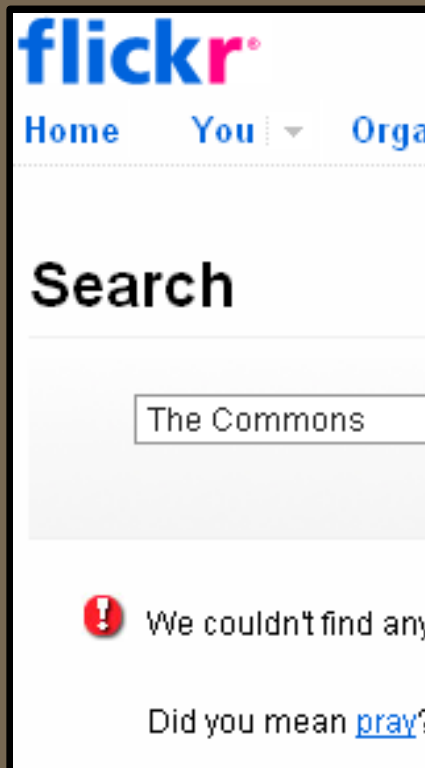 flickr®
Home You Orga
Search
The Commons
We couldn't find any
Did you mean pray?